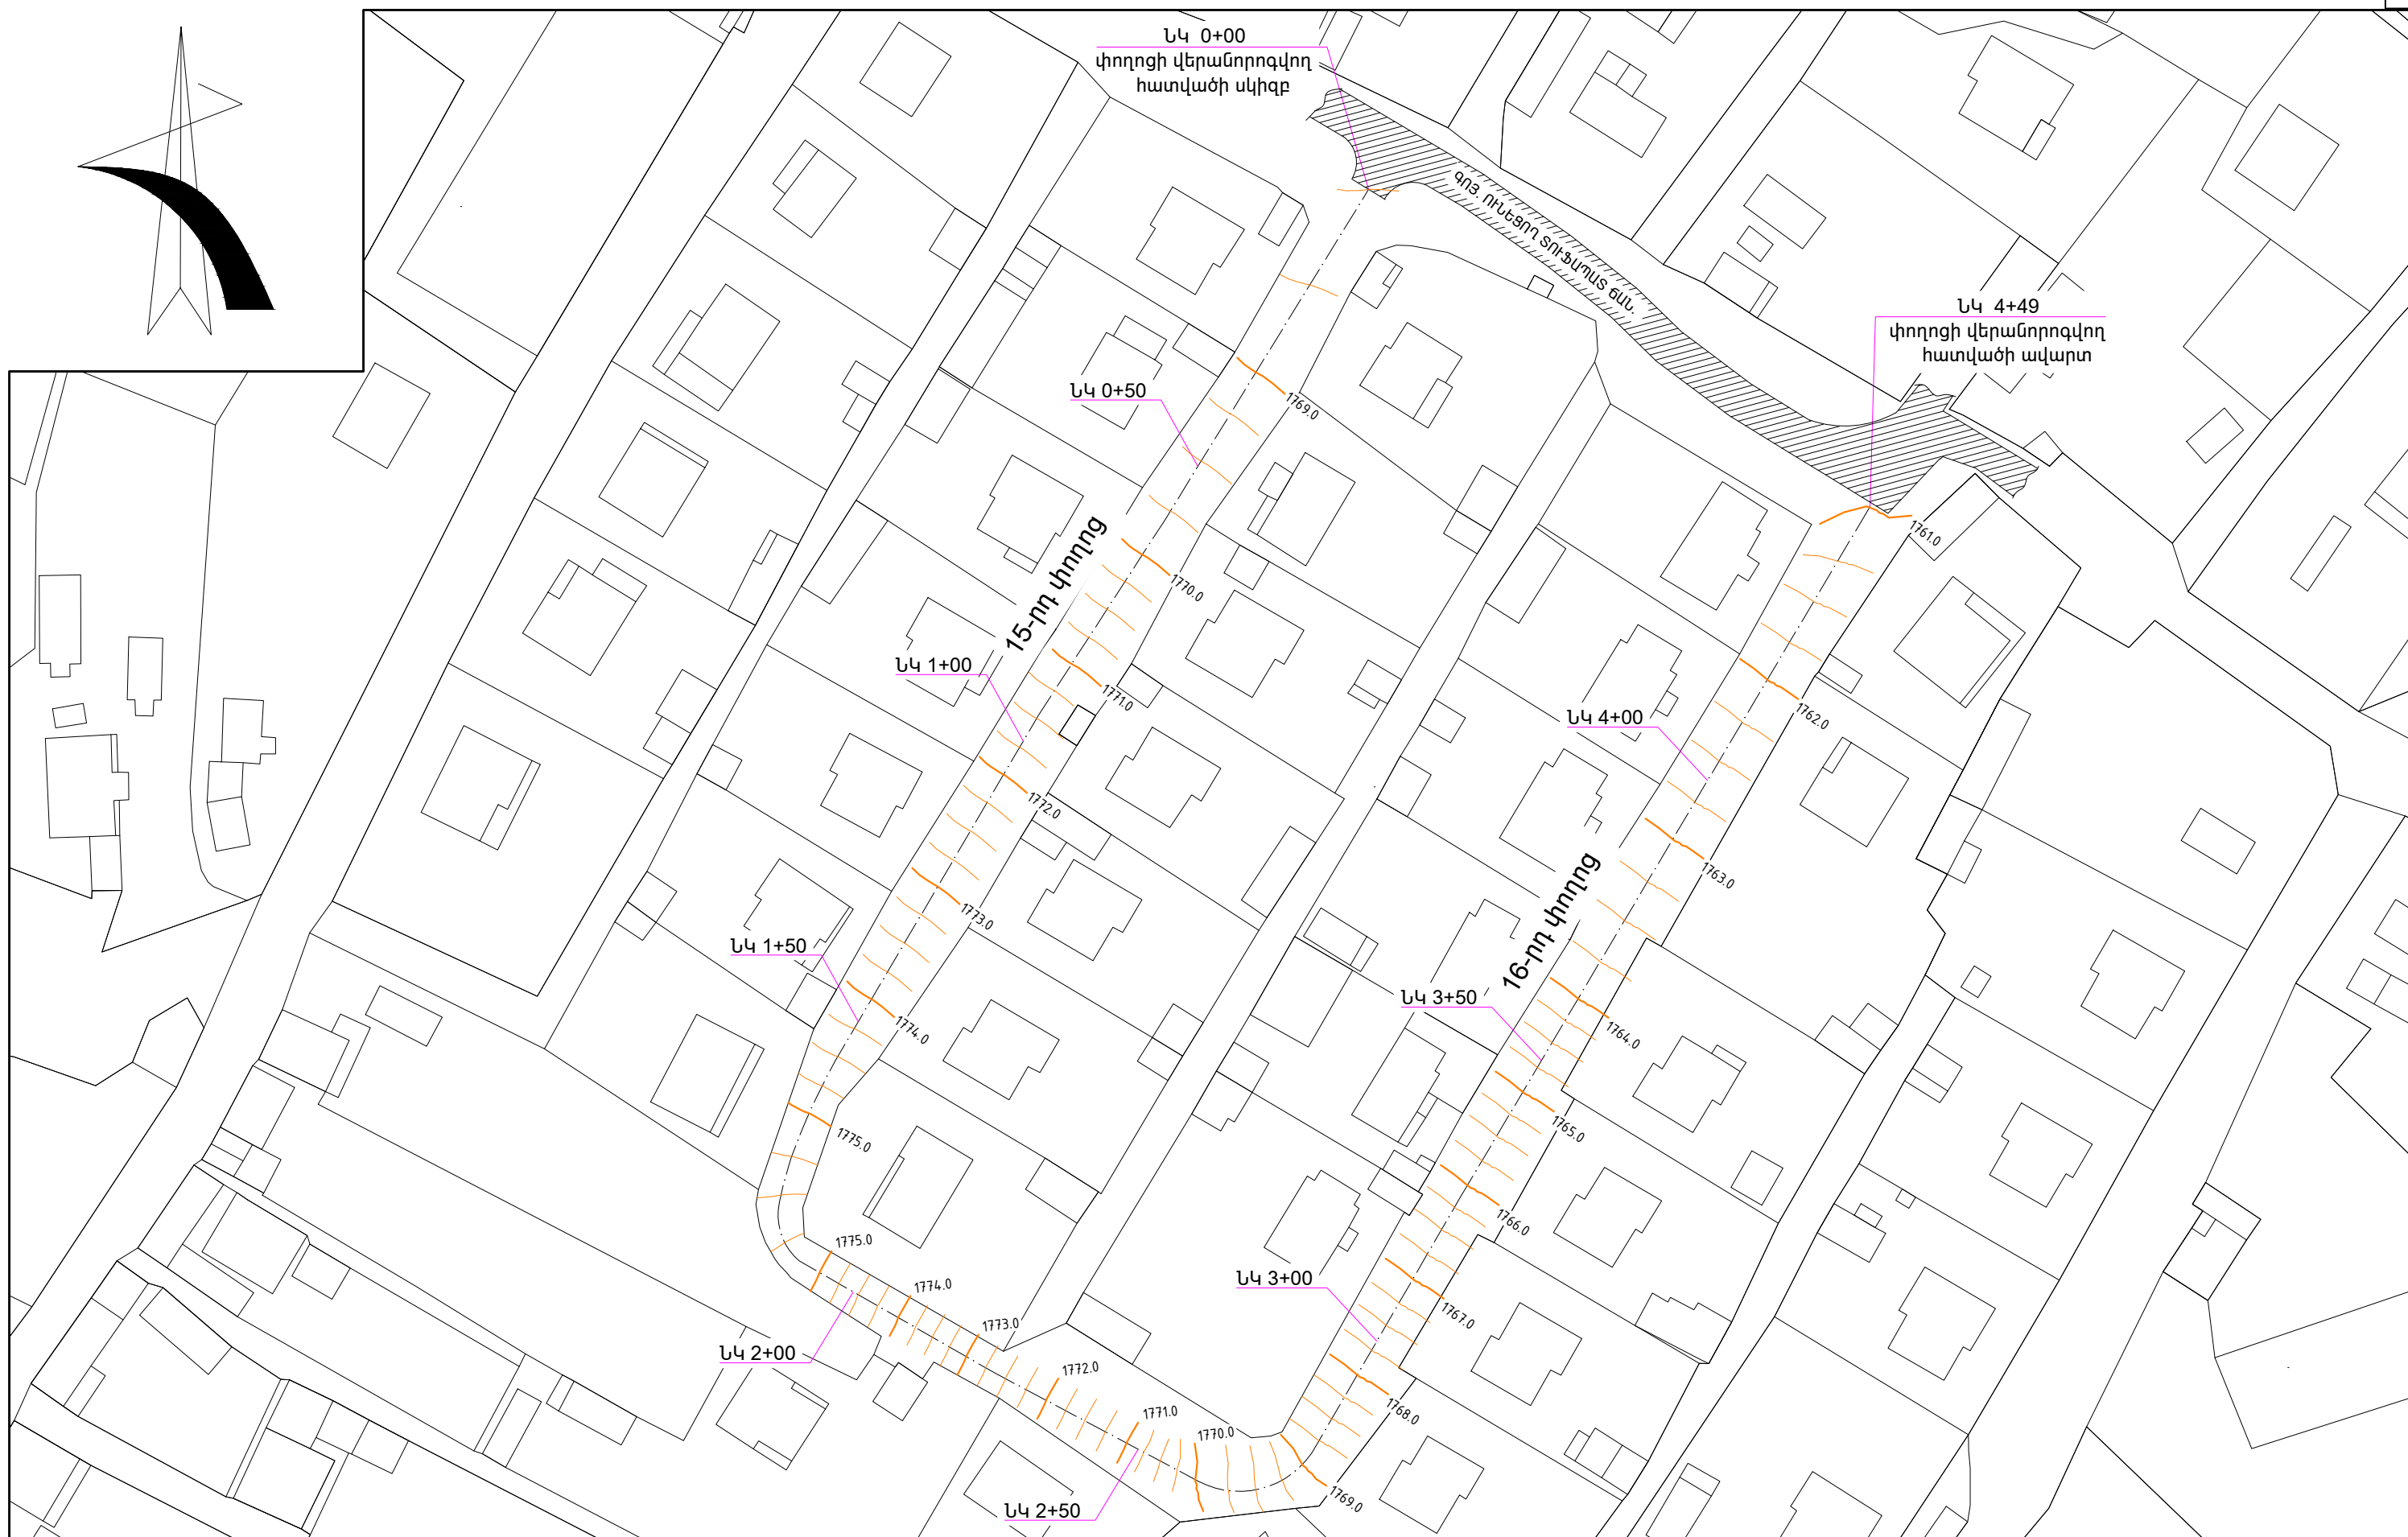 ՆԿ 0+00
փողոցի վերանորոգվող
հատվածի սկիզբ
ԳՈՅ. ՈՒՆԵՑՈՂ ՏՈՒՖԱՊԱՏ ՃԱՆ.
ՆԿ 4+49
փողոցի վերանորոգվող
հատվածի ավարտ
ՆԿ 0+50
1769.0
1761.0
15-րդ փողոց
1770.0
ՆԿ 1+00
1771.0
ՆԿ 4+00
1762.0
1772.0
1763.0
16-րդ փողոց
1773.0
ՆԿ 1+50
ՆԿ 3+50
1774.0
1764.0
1775.0
1765.0
1766.0
1775.0
ՆԿ 3+00
1774.0
1767.0
1773.0
ՆԿ 2+00
1772.0
1768.0
1771.0
1770.0
1769.0
ՆԿ 2+50